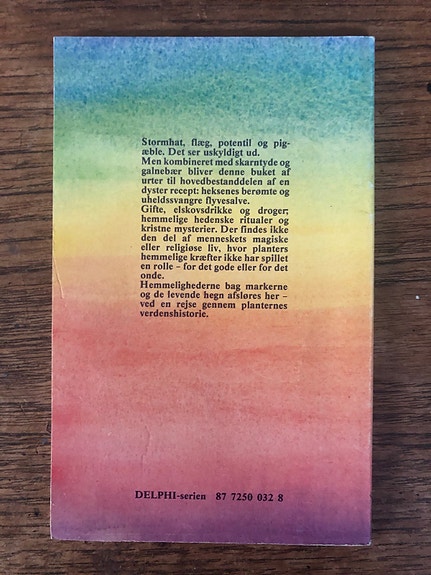 Stormhat, flæg, potentil og pig-
æble. Det ser uskyldigt ud.
Men kombineret med skarntyde og
galnebær bliver denne buket af
urter til hovedbestanddelen af en
dyster recept: heksenes berømte og
uheldssvangre flyvesalve.
Gifte, elskovsdrikke og droger;
hemmelige hedenske ritualer og
kristne mysterier. Der findes ikke
den del af menneskets magiske
eller religiøse liv, hvor planters
hemmelige kræfter ikke har spillet
en rolle – for det gode eller for det
onde.
Hemmelighederne bag markerne
og de levende hegn afsløres her –
ved en rejse gennem planternes
verdenshistorie.
DELPHI-serien 87 7250 032 8